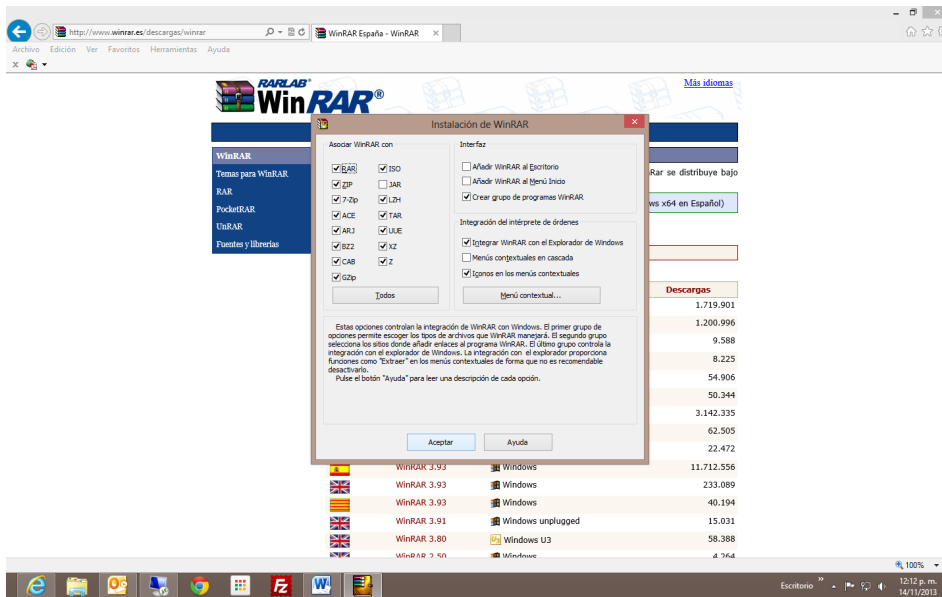 http://www.winrar.es/descargas/winrar
WinRAR España - WinRAR
Archivo Edición Ver Favoritos Herramientas Ayuda
x
RARLAB®
WinRAR®
Más idiomas
WinRAR
Temas para WinRAR
RAR
PocketRAR
UnRAR
Fuentes y librerías
Rar se distribuye bajo
ws x64 en Español)
Instalación de WinRAR
Asociar WinRAR con
RAR
ISO
ZIP
JAR
7-Zip
LZH
ACE
TAR
ARJ
UUE
BZ2
XZ
CAB
Z
GZip
Todos
Interfaz
Añadir WinRAR al Escritorio
Añadir WinRAR al Menú Inicio
Crear grupo de programas WinRAR
Integración del intérprete de órdenes
Integrar WinRAR con el Explorador de Windows
Menús contextuales en cascada
Iconos en los menús contextuales
Menú contextual...
Estas opciones controlan la integración de WinRAR con Windows. El primer grupo de
opciones permite escoger los tipos de archivos que WinRAR manejará. El segundo grupo
selecciona los sitios donde añadir enlaces al programa WinRAR. El último grupo controla la
integración con el explorador de Windows. La integración con el explorador proporciona
funciones como "Extraer" en los menús contextuales de forma que no es recomendable
desactivarlo.
Pulse el botón "Ayuda" para leer una descripción de cada opción.
Aceptar
Ayuda
Descargas
1.719.901
1.200.996
9.588
8.225
54.906
50.344
3.142.335
62.505
22.472
WinRAR 3.93 Windows 11.712.556
WinRAR 3.93 Windows 233.089
WinRAR 3.93 Windows 40.194
WinRAR 3.91 Windows unplugged 15.031
WinRAR 3.80 Windows U3 58.388
WinRAR 2.50 Windows 4.264
100%
Escritorio
12:12 p. m.
14/11/2013